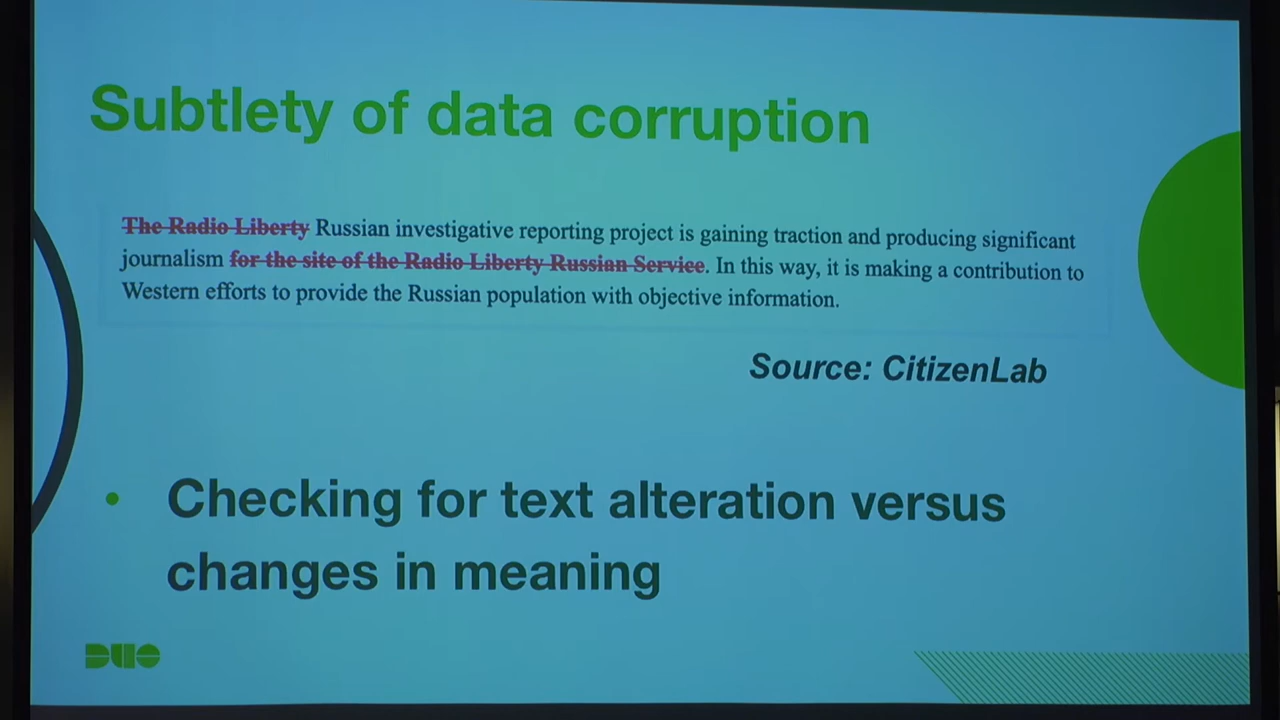 Subtlety of data corruption
The Radio Liberty Russian investigative reporting project is gaining traction and producing significant
journalism for the site of the Radio Liberty Russian Service. In this way, it is making a contribution to
Western efforts to provide the Russian population with objective information.
Source: CitizenLab
• Checking for text alteration versus
changes in meaning
DUO